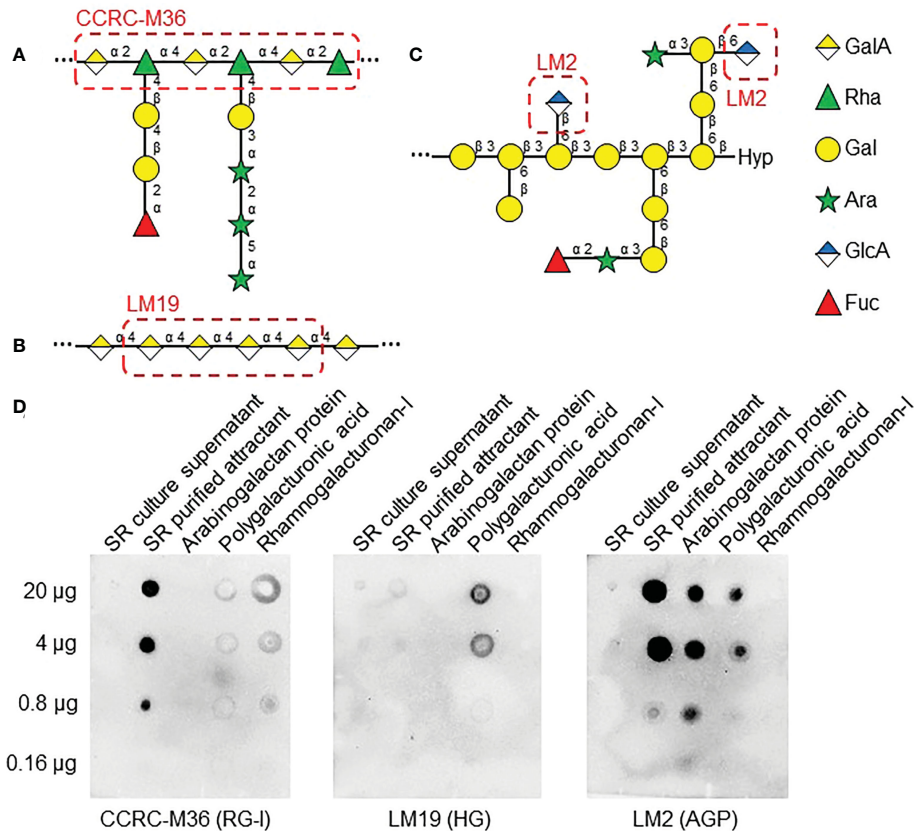 CCRC-M36
A
... α 2 α 4 α 2 α 4 α 2 ...
4 β 4 β 2 α
4 β 3 α 2 α 5 α
LM19
B
... α 4 α 4 α 4 α 4 α 4 ...
C
α 3 β 6
LM2
LM2
β 6
β 6 β 6 β 6
... β 3 β 3 β 3 β 3 β 3 β Hyp
6 β
6 β 6 β
α 2 α 3
GalA
Rha
Gal
Ara
GlcA
Fuc
D
SR culture supernatant
SR purified attractant
Arabinogalactan protein
Polygalacturonic acid
Rhamnogalacturonan-I
SR culture supernatant
SR purified attractant
Arabinogalactan protein
Polygalacturonic acid
Rhamnogalacturonan-I
SR culture supernatant
SR purified attractant
Arabinogalactan protein
Polygalacturonic acid
Rhamnogalacturonan-I
20 µg
4 µg
0.8 µg
0.16 µg
CCRC-M36 (RG-I)
LM19 (HG)
LM2 (AGP)